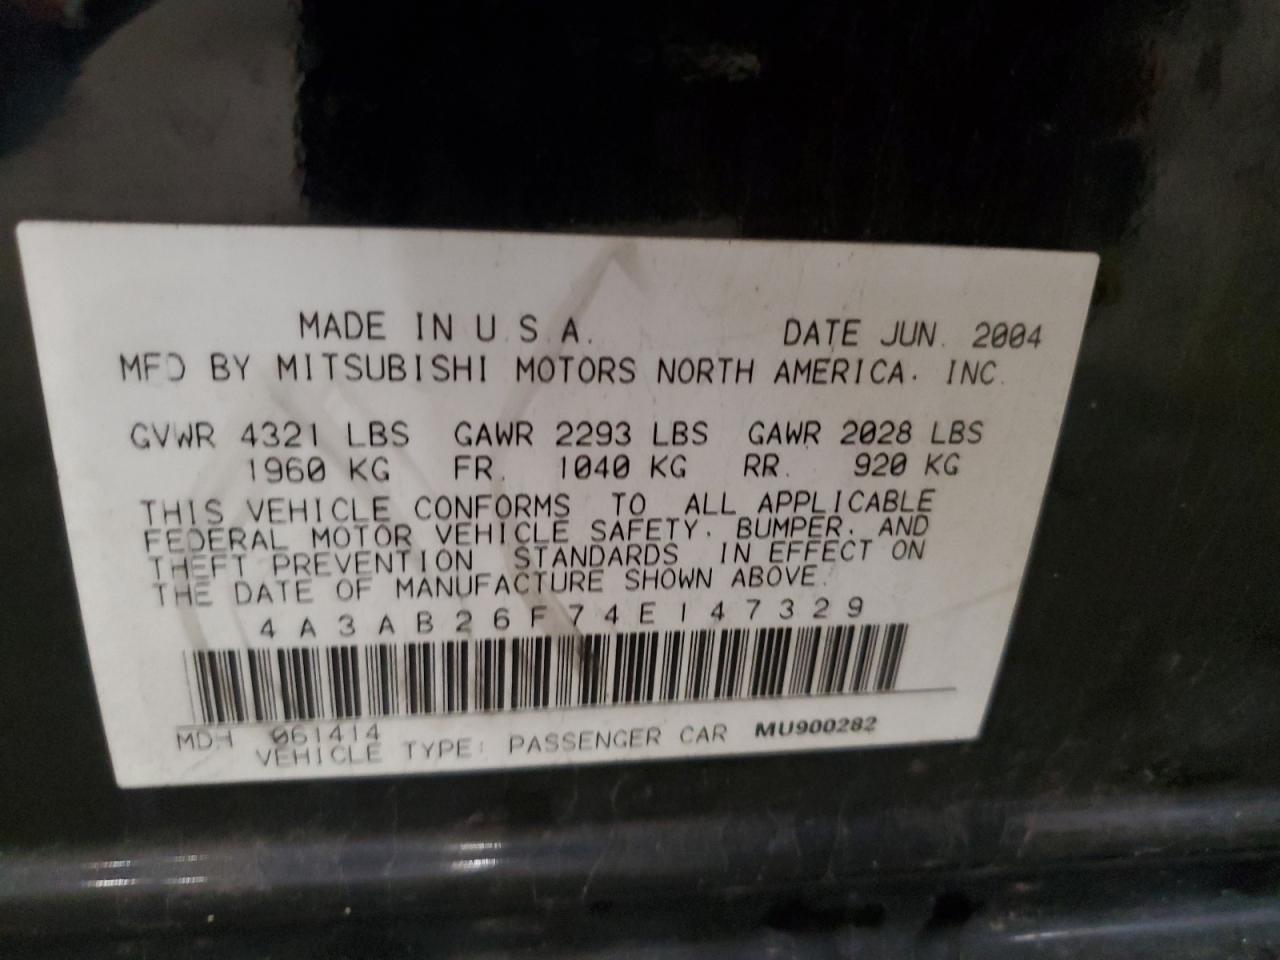 MADE IN U.S.A. DATE JUN. 2004
MFD BY MITSUBISHI MOTORS NORTH AMERICA. INC.
GVWR 4321 LBS GAWR 2293 LBS GAWR 2028 LBS
1960 KG FR. 1040 KG RR. 920 KG
THIS VEHICLE CONFORMS TO ALL APPLICABLE
FEDERAL MOTOR VEHICLE SAFETY. BUMPER. AND
THEFT PREVENTION STANDARDS IN EFFECT ON
THE DATE OF MANUFACTURE SHOWN ABOVE.
4A3AB26F74E147329
MDH 061414
VEHICLE TYPE: PASSENGER CAR MU900282